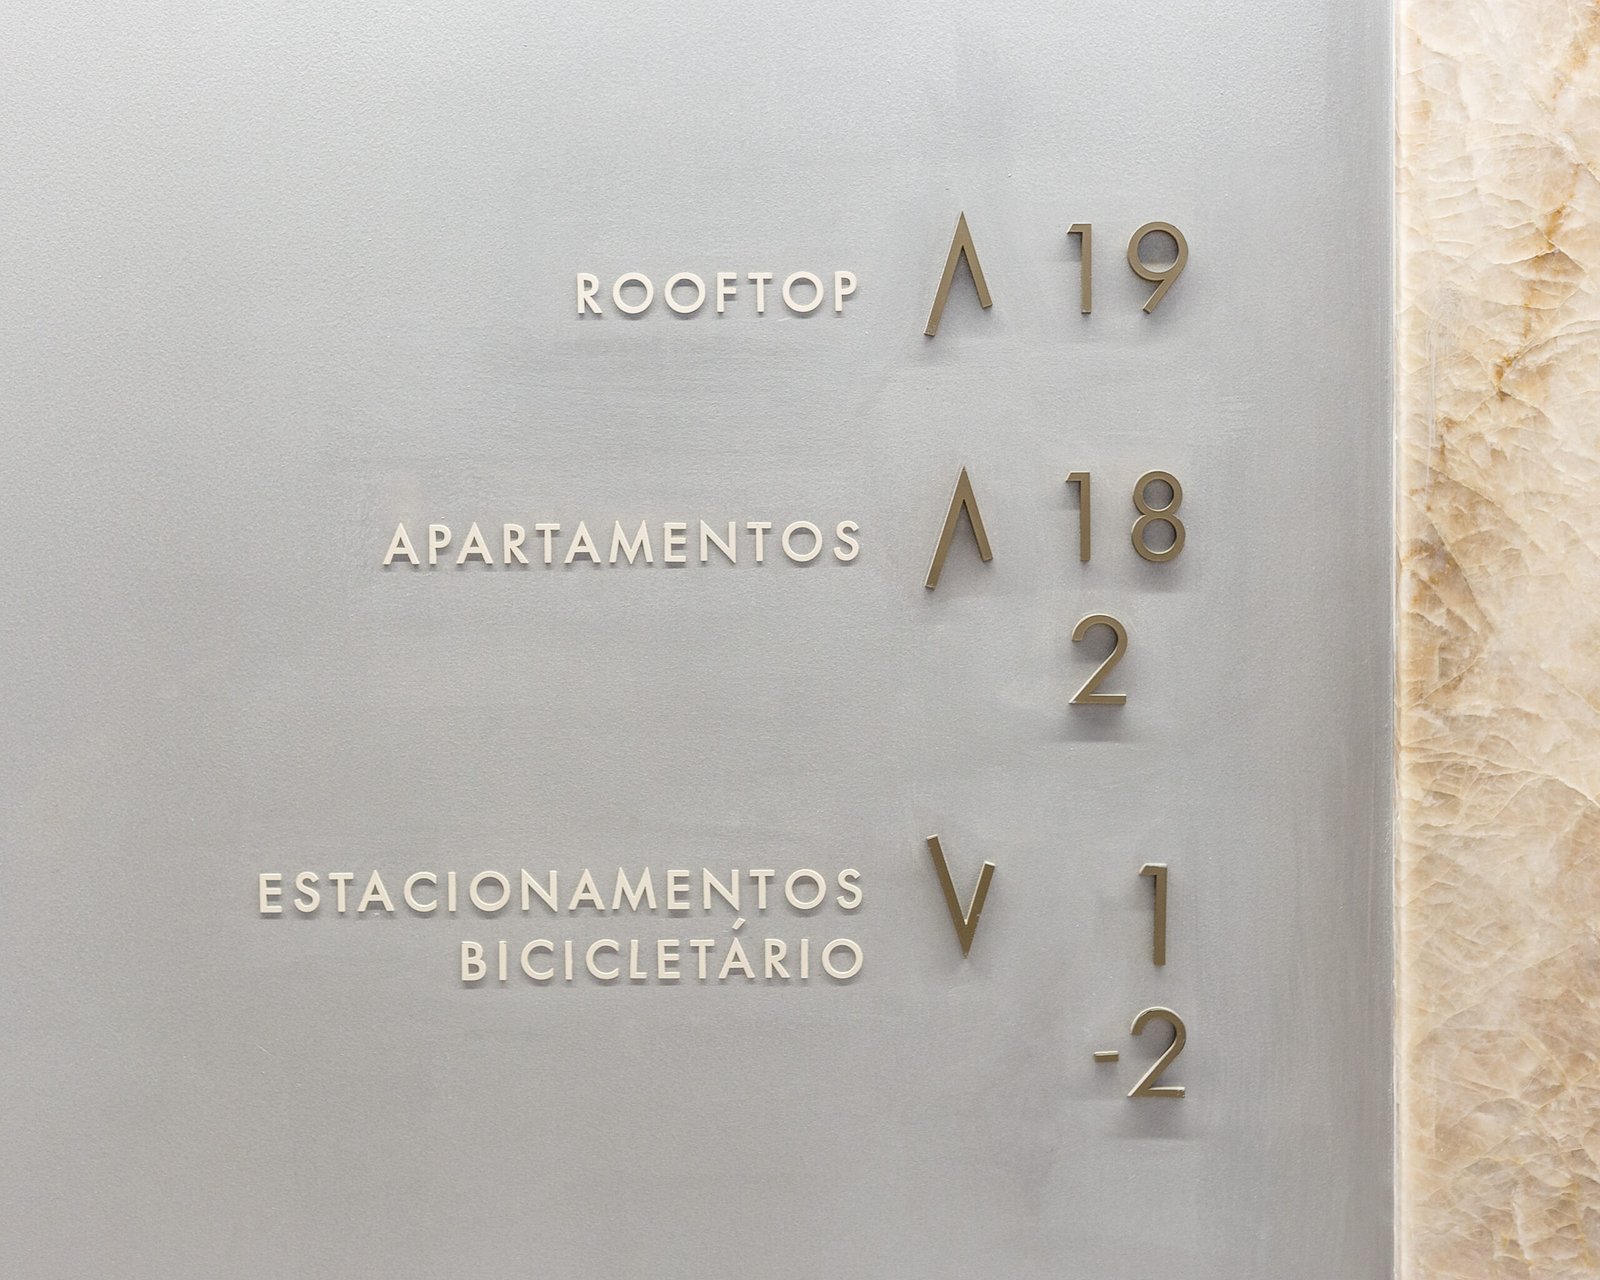 ROOFTOP 19
APARTAMENTOS 18
2
ESTACIONAMENTOS 1
BICICLETÁRIO
-2